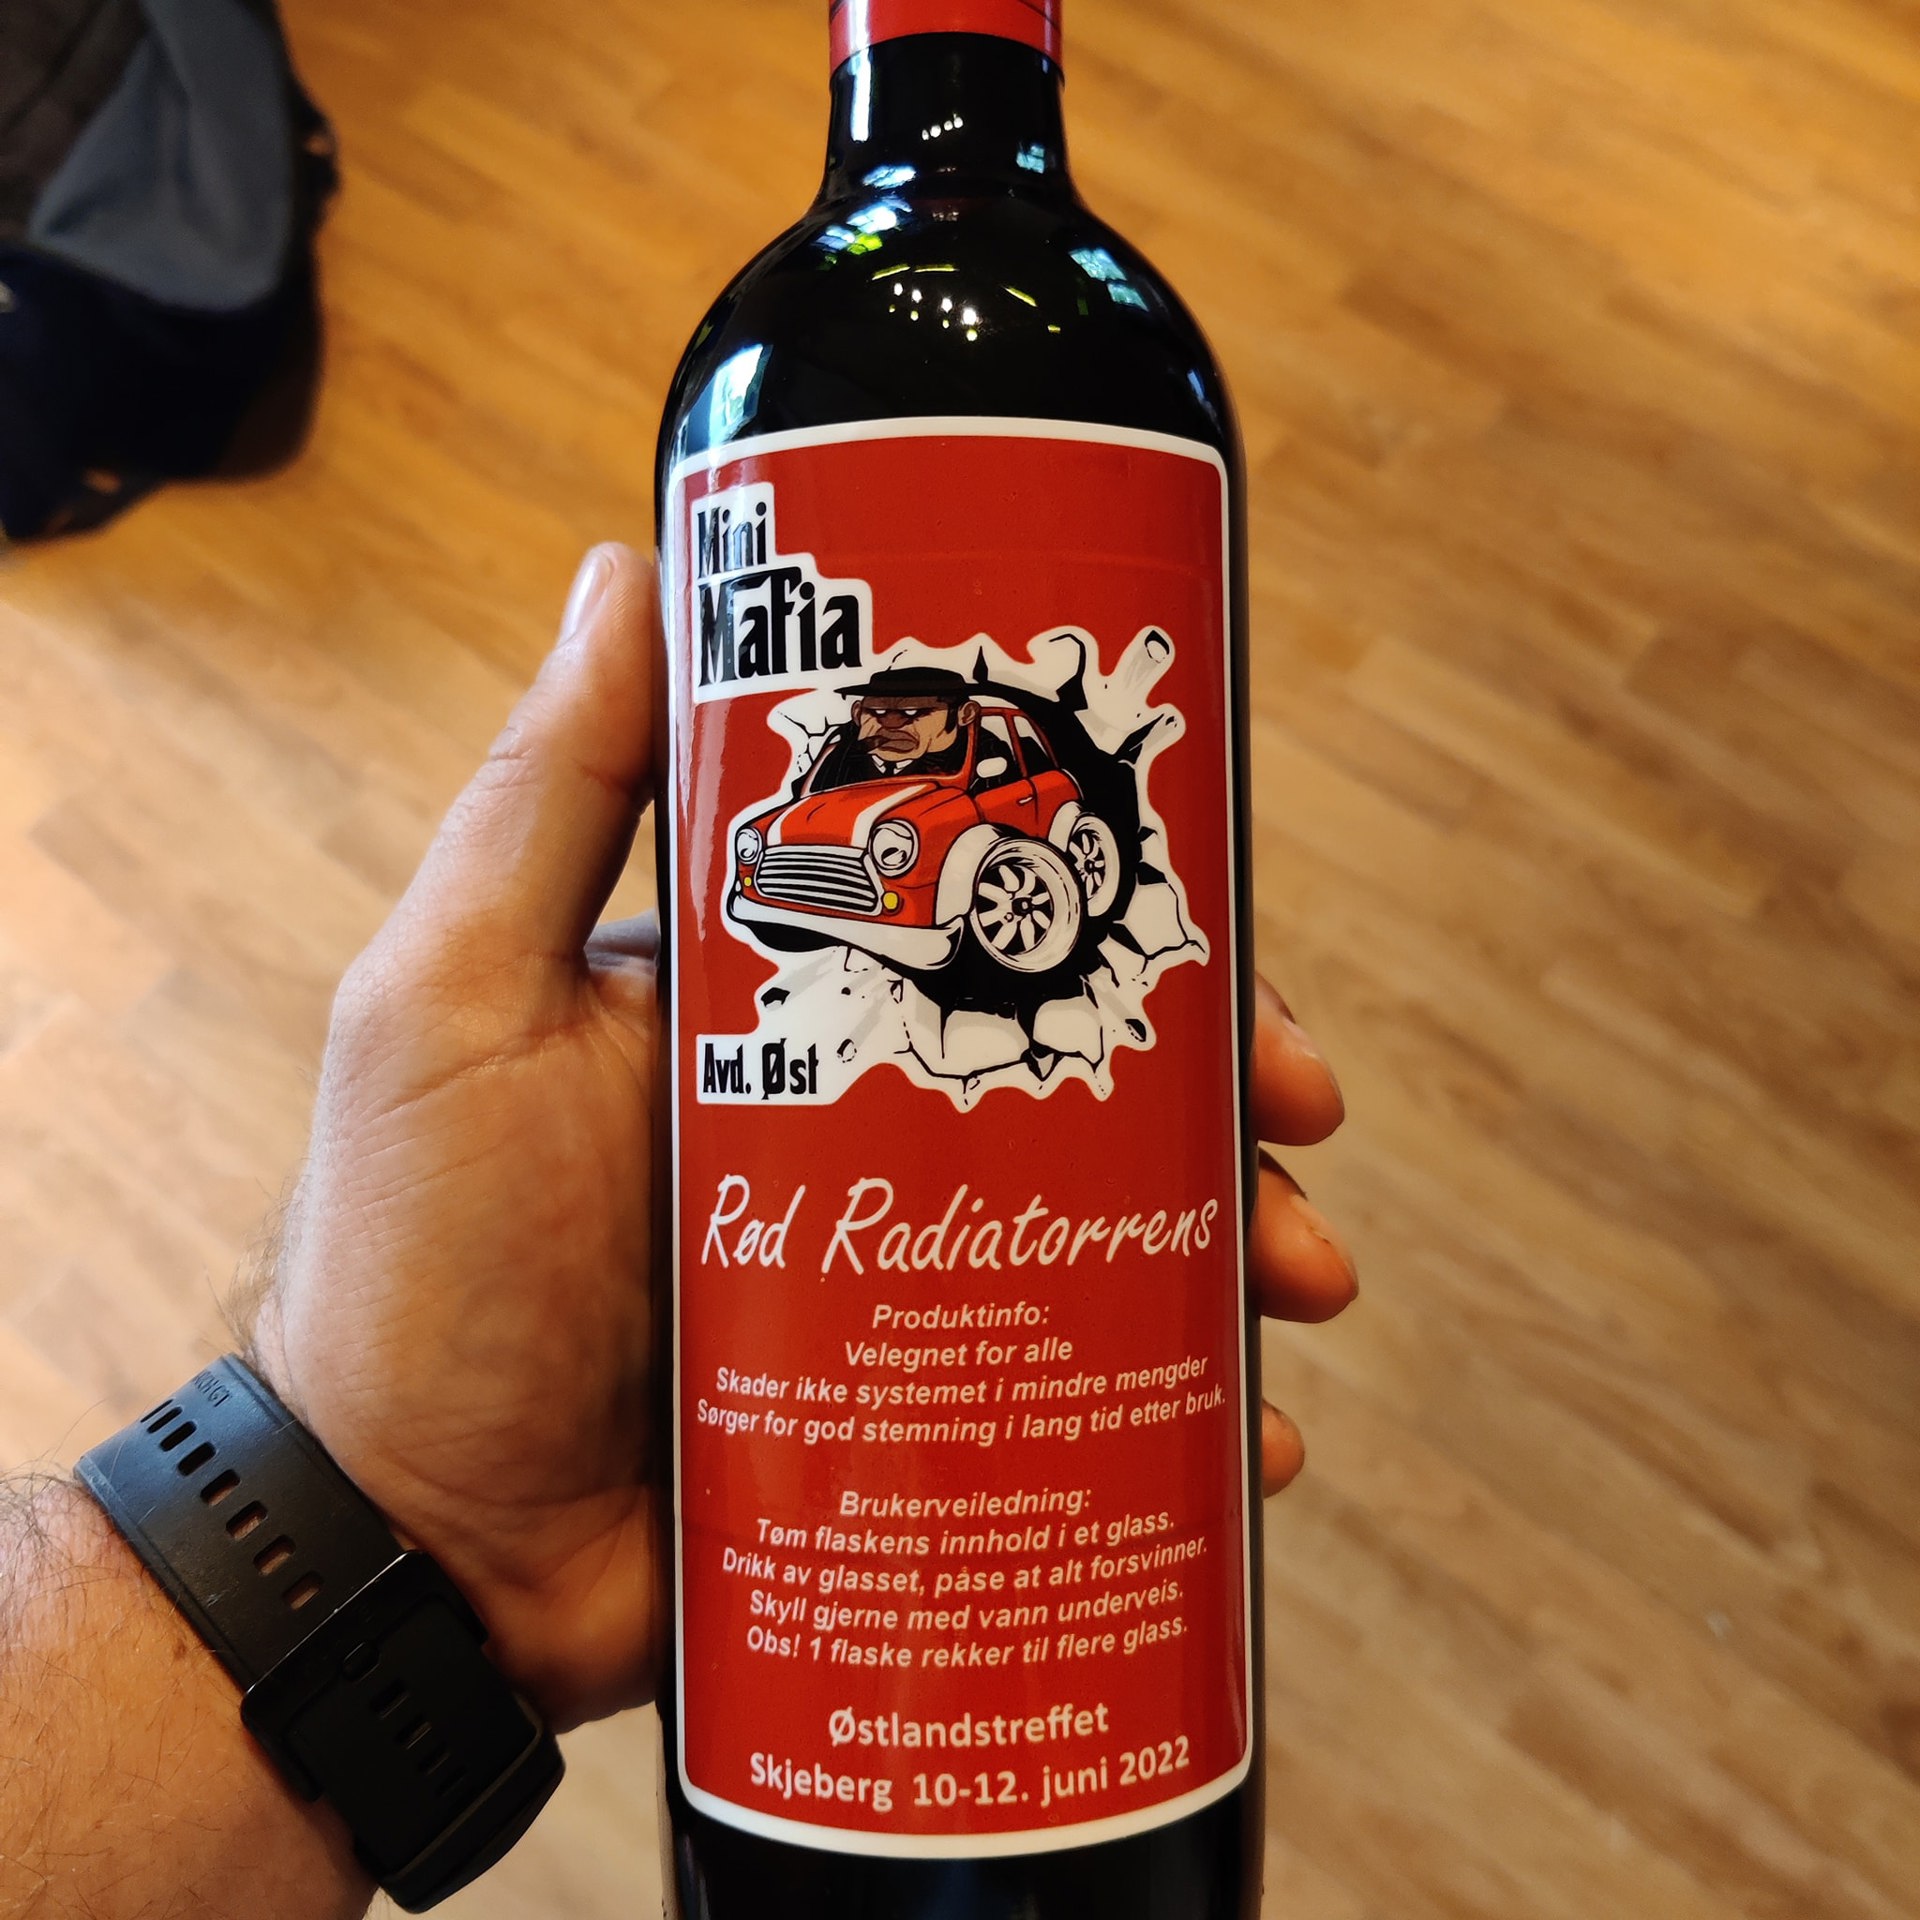 Mini
Mafia
Avd. Øst
Rød Radiatorrens
Produktinfo:
Velegnet for alle
Skader ikke systemet i mindre mengder
Sørger for god stemning i lang tid etter bruk.
Brukerveiledning:
Tøm flaskens innhold i et glass.
Drikk av glasset, påse at alt forsvinner.
Skyll gjerne med vann underveis.
Obs! 1 flaske rekker til flere glass.
Østlandstreffet
Skjeberg 10-12. juni 2022